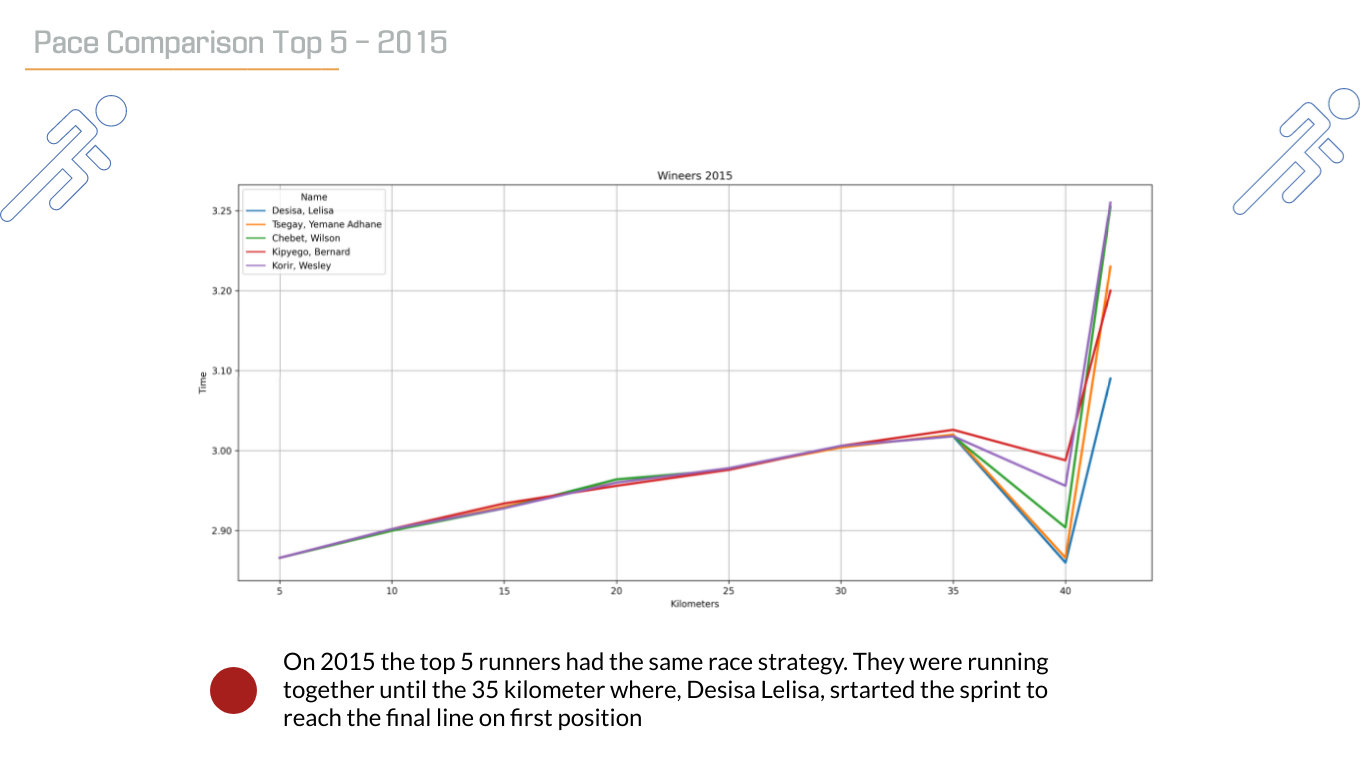 Pace Comparison Top 5 – 2015
Wineers 2015
Name
Desisa, Lelisa
Tsegay, Yemane Adhane
Chebet, Wilson
Kipyego, Bernard
Korir, Wesley
3.25
3.20
3.10
3.00
2.90
Time
5 10 15 20 25 30 35 40
Kilometers
On 2015 the top 5 runners had the same race strategy. They were running
together until the 35 kilometer where, Desisa Lelisa, srtarted the sprint to
reach the final line on first position